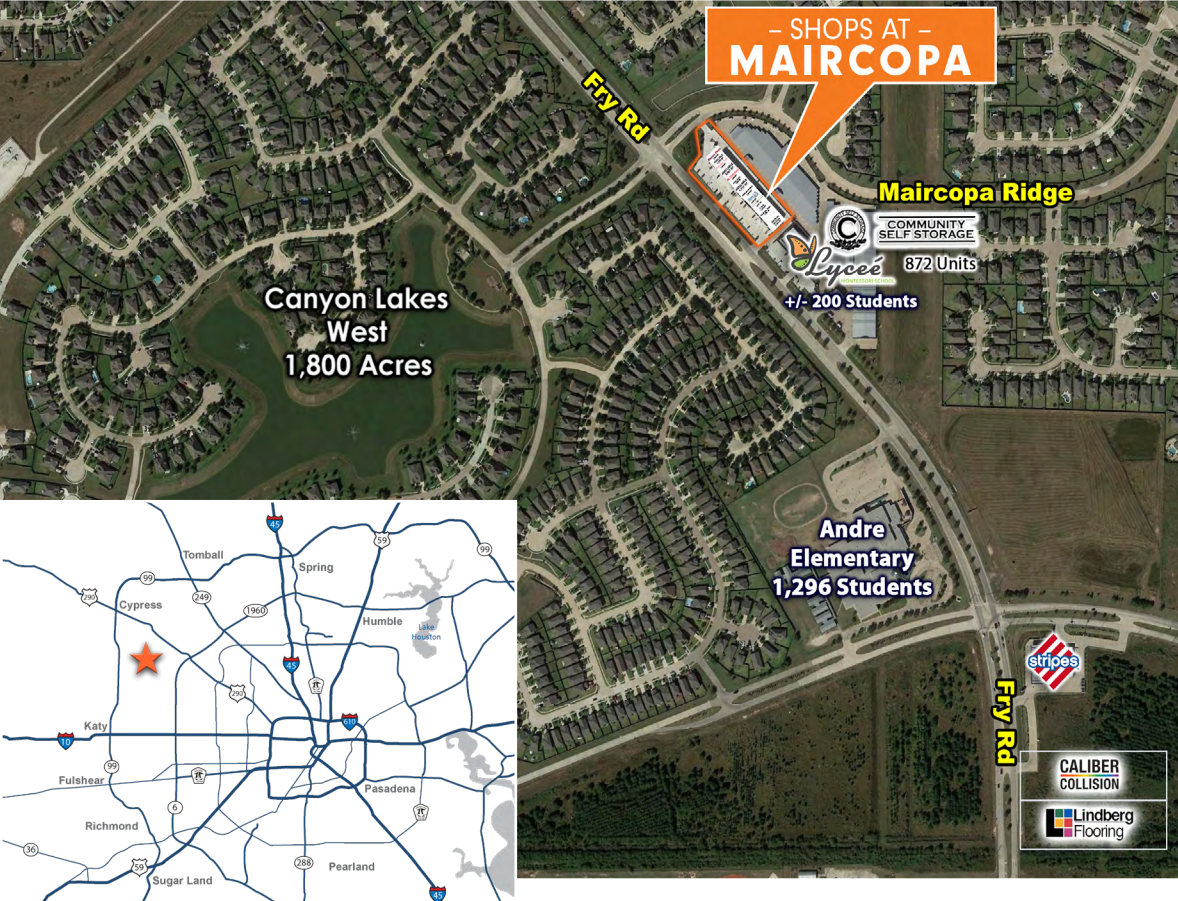 – SHOPS AT –
MAIRCOPA
Fry Rd
Maircopa Ridge
C
COMMUNITY
SELF STORAGE
872 Units
Lyceé
MONTESSORI SCHOOL
+/- 200 Students
Canyon Lakes
West
1,800 Acres
Andre
Elementary
1,296 Students
stripes
Fry Rd
CALIBER
COLLISION
Lindberg
Flooring
45
59
99
Tomball
Spring
99
290
249
1960
Cypress
Humble
Lake
Houston
45
290
610
Katy
10
99
Fulshear
6
Pasadena
Richmond
36
59
288
Pearland
Sugar Land
45